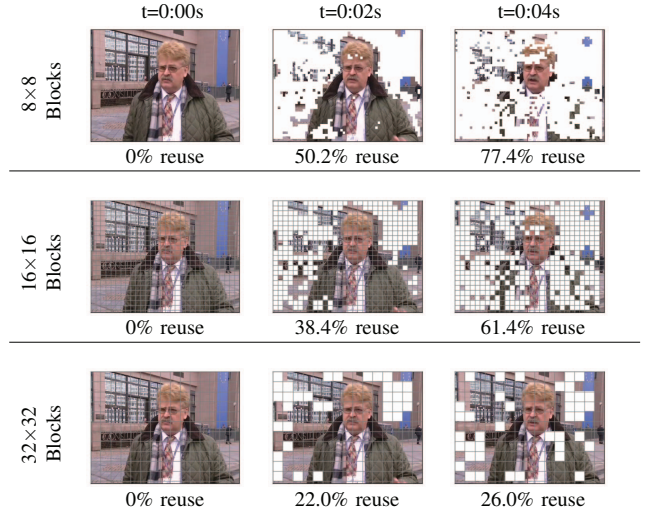 t=0:00s t=0:02s t=0:04s
8×8 Blocks
0% reuse 50.2% reuse 77.4% reuse
16×16 Blocks
0% reuse 38.4% reuse 61.4% reuse
32×32 Blocks
0% reuse 22.0% reuse 26.0% reuse